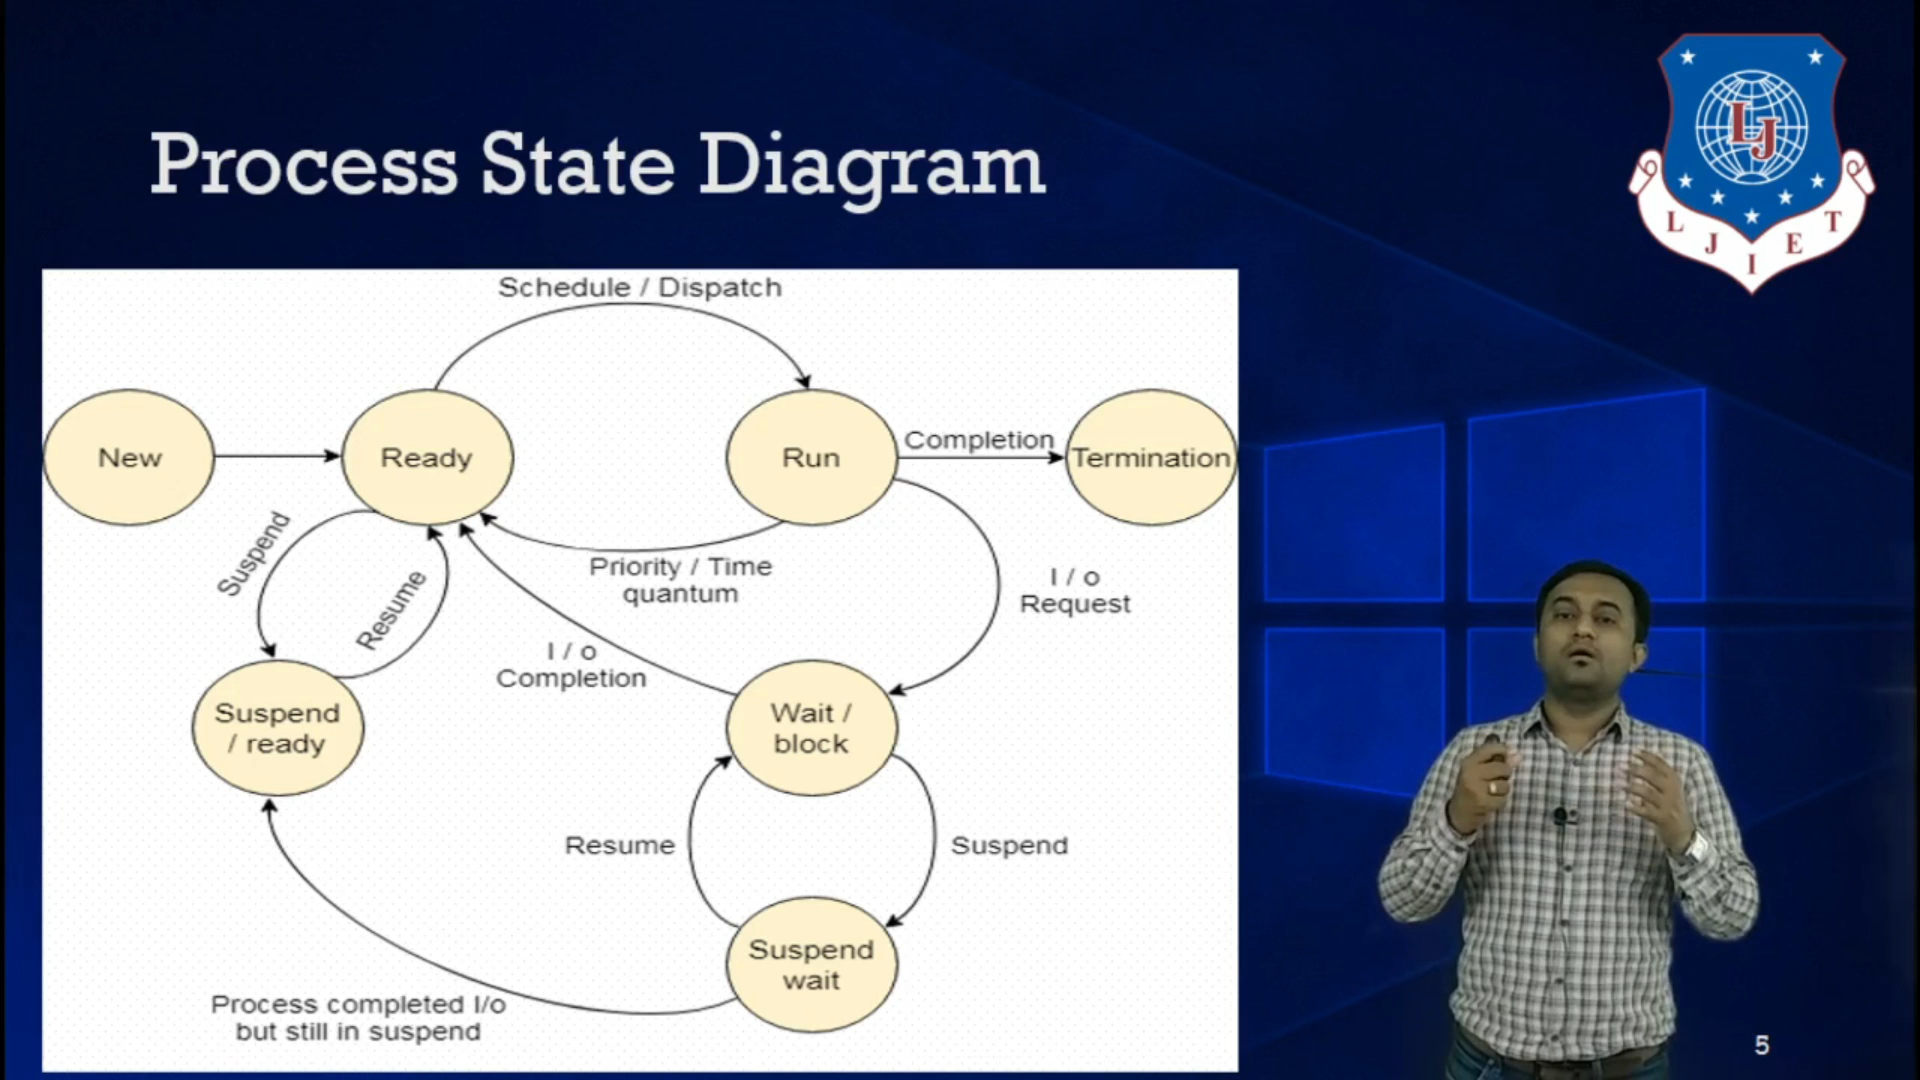 Process State Diagram
LJ
L J I E T
Schedule / Dispatch
New
Ready
Run
Completion
Termination
Suspend
Resume
Priority / Time
quantum
I / o
Request
I / o
Completion
Suspend
/ ready
Wait /
block
Resume
Suspend
Suspend
wait
Process completed I/o
but still in suspend
5